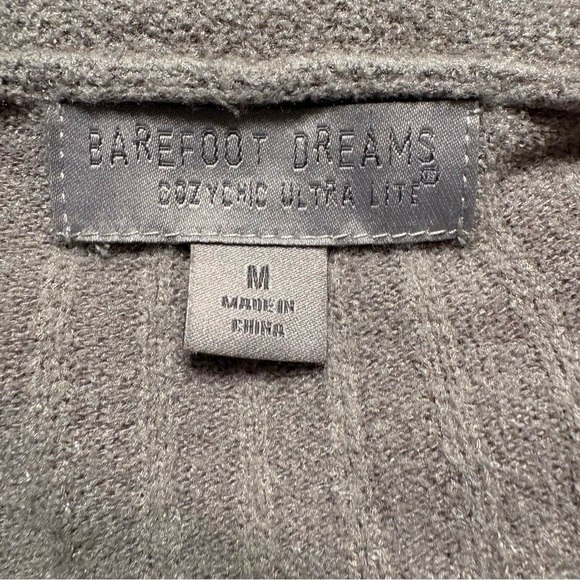 BAREFOOT DREAMS®
COZYCHIC ULTRA LITE
M
MADE IN
CHINA